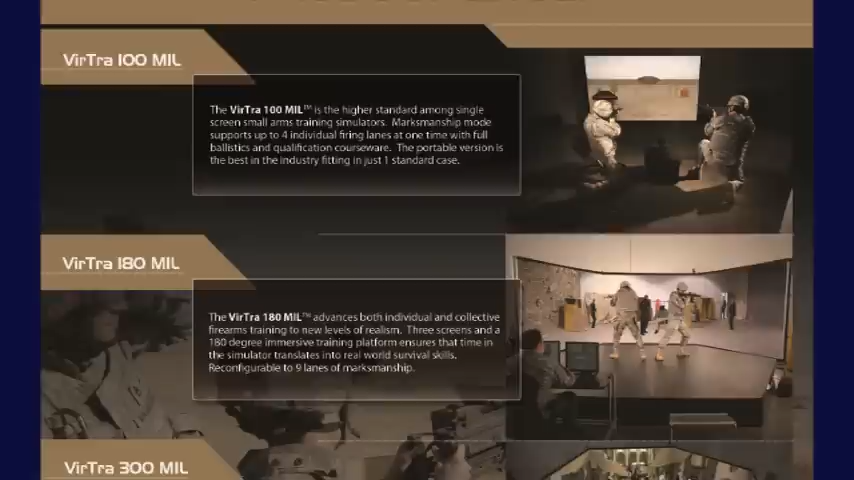 VirTra 100 MIL
The VirTra 100 MIL™ is the higher standard among single
screen small arms training simulators. Marksmanship mode
supports up to 4 individual firing lanes at one time with full
ballistics and qualification courseware. The portable version is
the best in the industry fitting in just 1 standard case.
VirTra 180 MIL
The VirTra 180 MIL™ advances both individual and collective
firearms training to new levels of realism. Three screens and a
180 degree immersive training platform ensures that time in
the simulator translates into real world survival skills.
Reconfigurable to 9 lanes of marksmanship.
VirTra 300 MIL